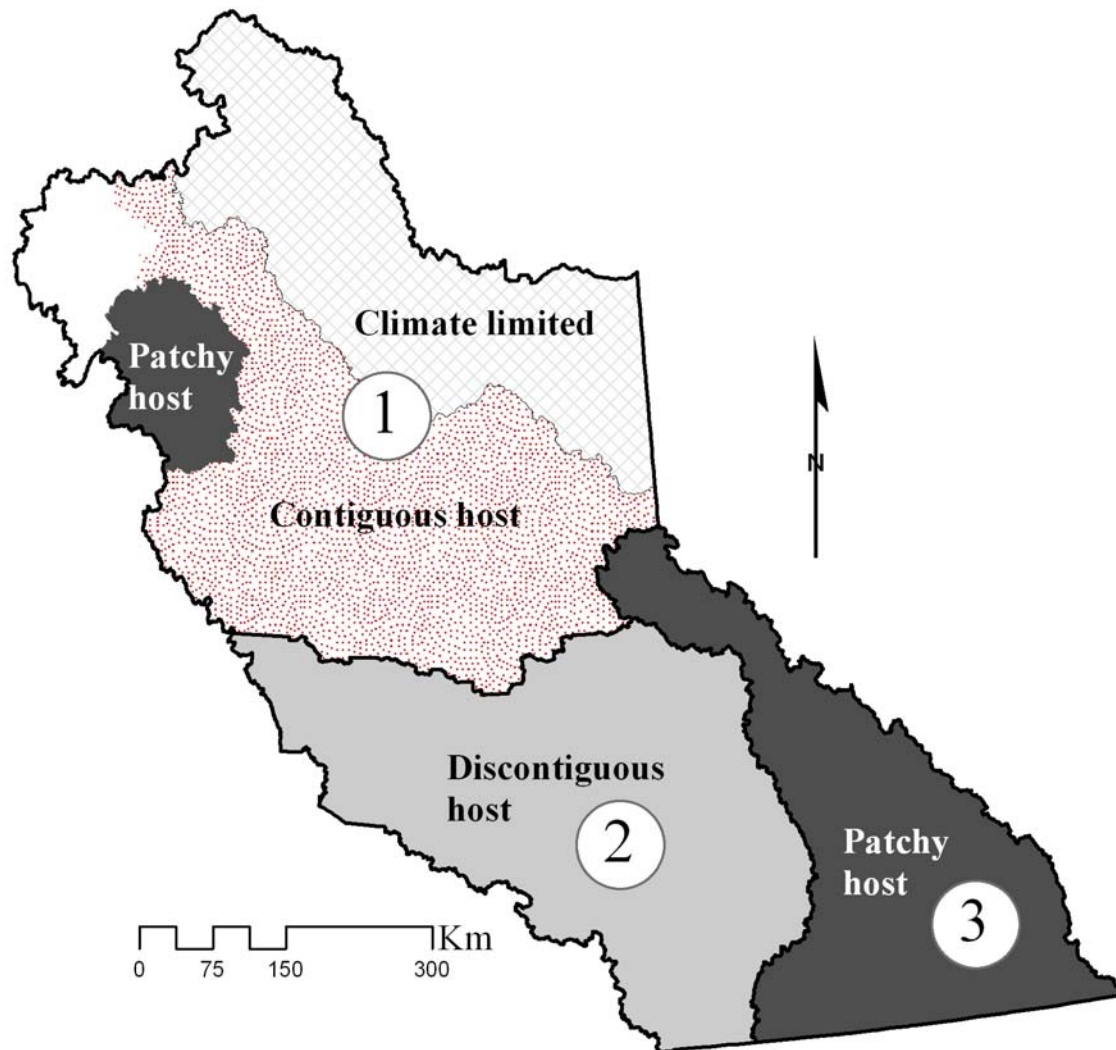 Climate limited
Patchy
host
1
N
Contiguous host
Discontiguous
host
2
Patchy
host
3
Km
0 75 150 300